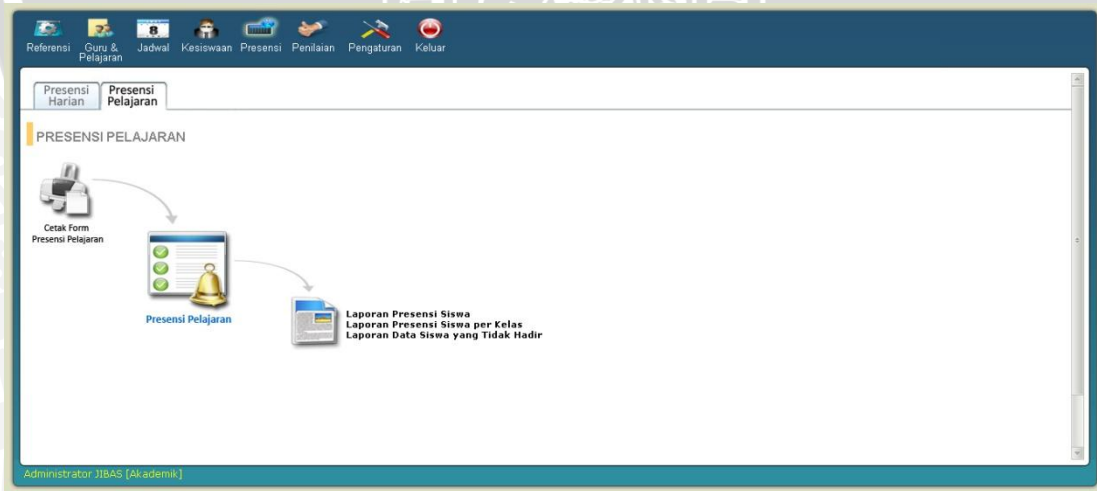 Referensi
Guru &
Pelajaran
Jadwal
Kesiswaan
Presensi
Penilaian
Pengaturan
Keluar
8
Presensi
Harian
Presensi
Pelajaran
PRESENSI PELAJARAN
Cetak Form
Presensi Pelajaran
Presensi Pelajaran
Laporan Presensi Siswa
Laporan Presensi Siswa per Kelas
Laporan Data Siswa yang Tidak Hadir
Administrator JIBAS [Akademik]